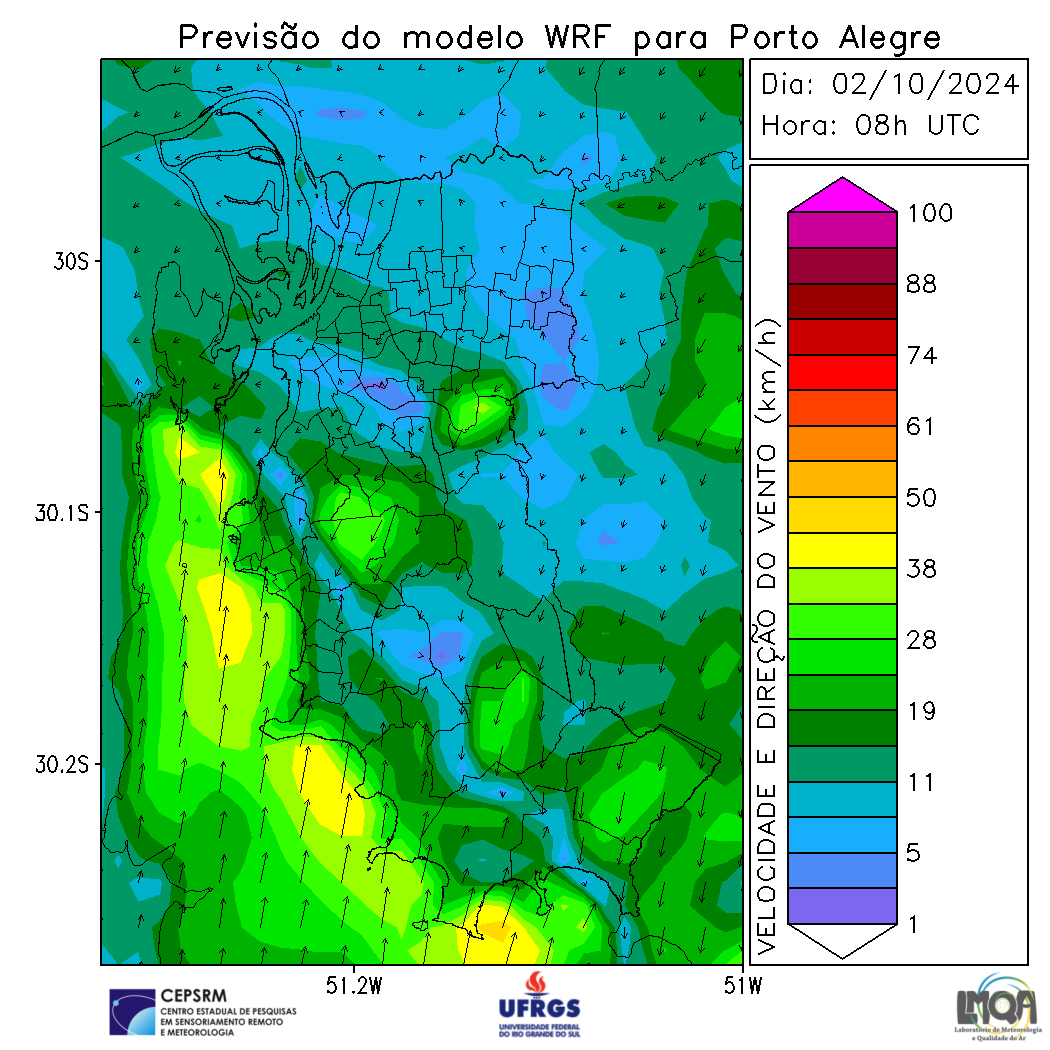 Previsão do modelo WRF para Porto Alegre
Dia: 02/10/2024
Hora: 08h UTC
30S
30.1S
30.2S
51.2W
51W
VELOCIDADE E DIREÇÃO DO VENTO (km/h)
100
88
74
61
50
38
28
19
11
5
1
CEPSRM
CENTRO ESTADUAL DE PESQUISAS
EM SENSORIAMENTO REMOTO
E METEOROLOGIA
UFRGS
UNIVERSIDADE FEDERAL
DO RIO GRANDE DO SUL
LMQA
Laboratório de Meteorologia
e Qualidade do Ar